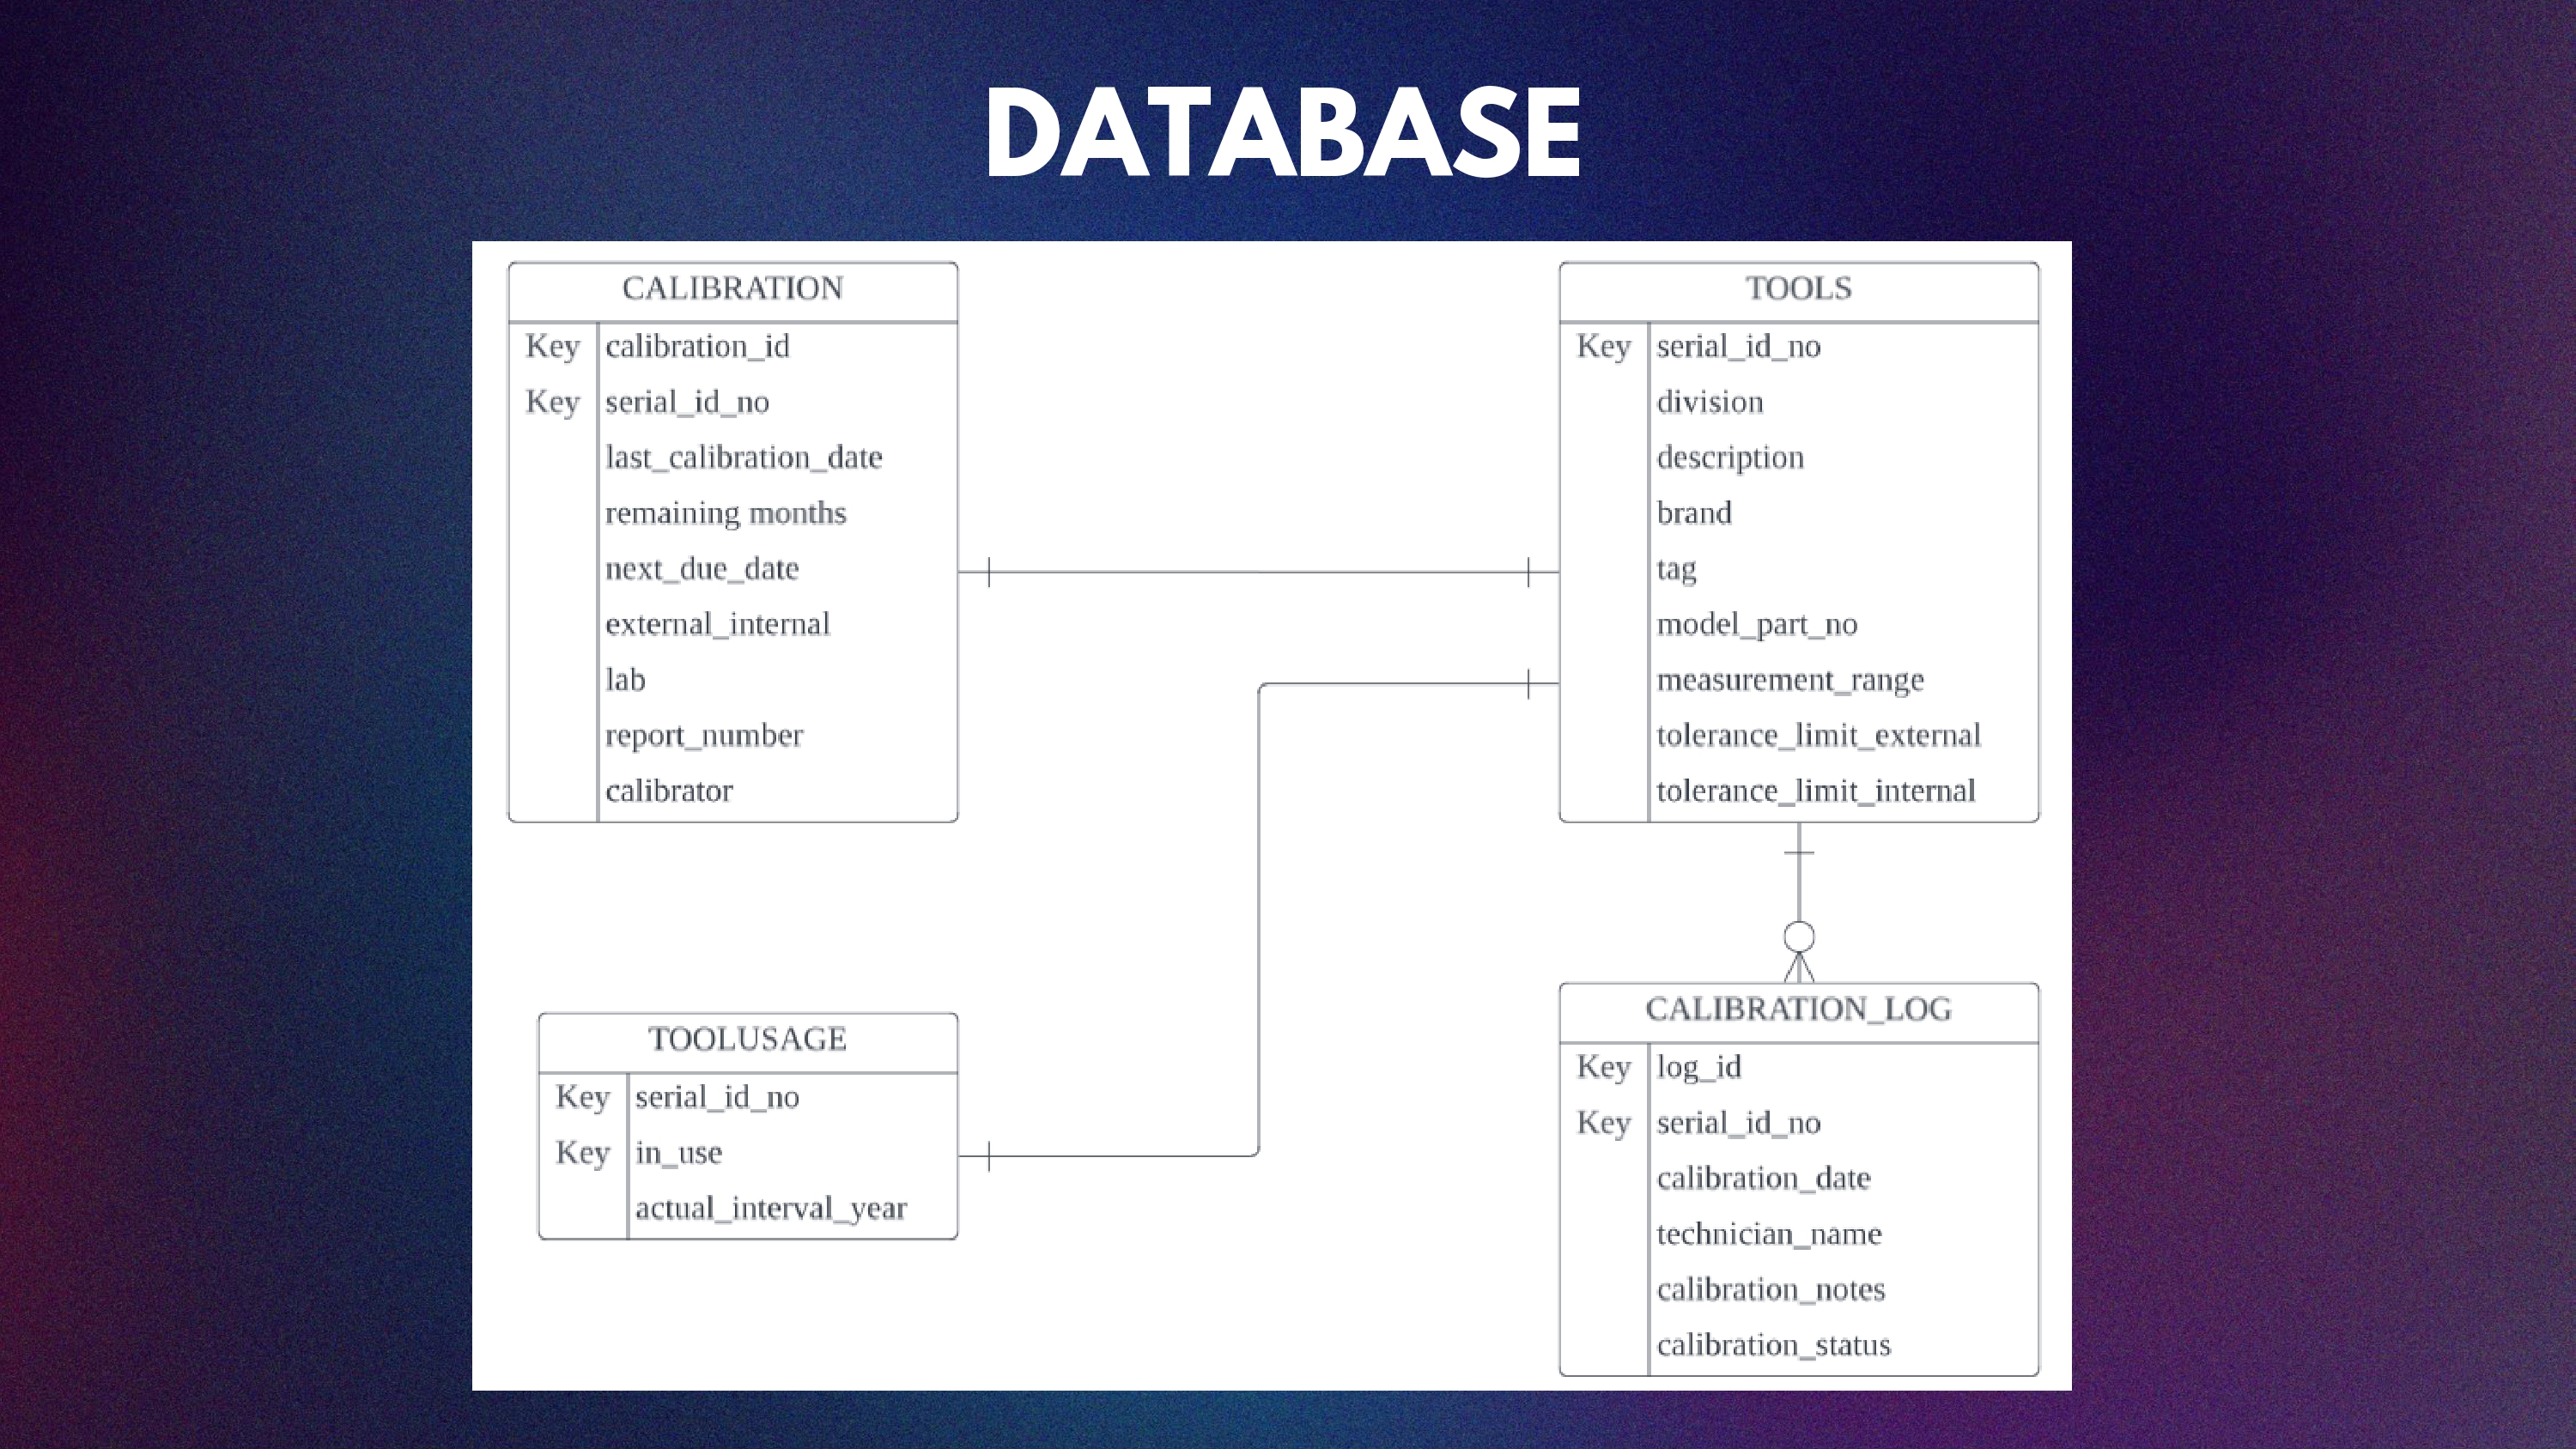 DATABASE
CALIBRATION
Key calibration_id
Key serial_id_no
last_calibration_date
remaining months
next_due_date
external_internal
lab
report_number
calibrator
TOOLS
Key serial_id_no
division
description
brand
tag
model_part_no
measurement_range
tolerance_limit_external
tolerance_limit_internal
TOOLUSAGE
Key serial_id_no
Key in_use
actual_interval_year
CALIBRATION_LOG
Key log_id
Key serial_id_no
calibration_date
technician_name
calibration_notes
calibration_status